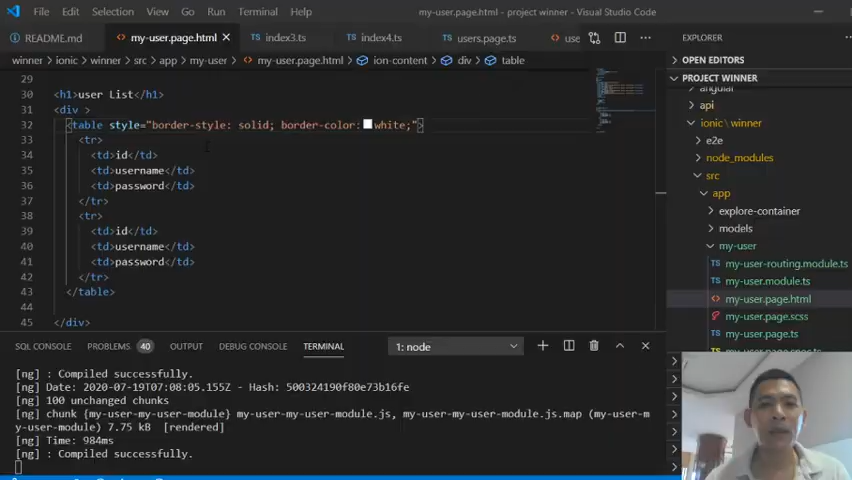 File Edit Selection View Go Run Terminal Help my-user.page.html - project winner - Visual Studio Code
README.md my-user.page.html index3.ts index4.ts users.page.ts use
EXPLORER
winner > ionic > winner > src > app > my-user > my-user.page.html > ion-content > div > table
OPEN EDITORS
PROJECT WINNER
angular
api
ionic \ winner
e2e
node_modules
src
app
explore-container
models
my-user
my-user-routing.module.ts
my-user.module.ts
my-user.page.html
my-user.page.scss
my-user.page.ts
my-user.page.spec.ts
29
30 <h1>user List</h1>
31 <div >
32 <table style="border-style: solid; border-color: white;">
33 <tr>
34 <td>id</td>
35 <td>username</td>
36 <td>password</td>
37 </tr>
38 <tr>
39 <td>id</td>
40 <td>username</td>
41 <td>password</td>
42 </tr>
43 </table>
44
45 </div>
SQL CONSOLE PROBLEMS 40 OUTPUT DEBUG CONSOLE TERMINAL 1: node
[ng] : Compiled successfully.
[ng] Date: 2020-07-19T07:08:05.155Z - Hash: 500324190f80e73b16fe
[ng] 100 unchanged chunks
[ng] chunk {my-user-my-user-module} my-user-my-user-module.js, my-user-my-user-module.js.map (my-user-m
y-user-module) 7.75 kB [rendered]
[ng] Time: 984ms
[ng] : Compiled successfully.